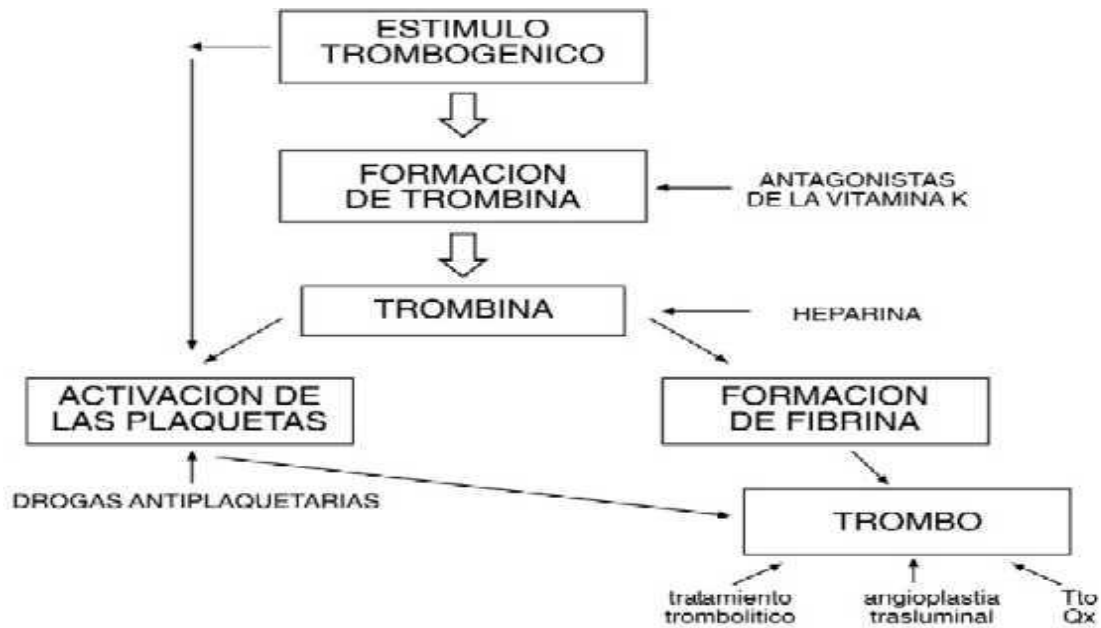 ESTIMULO
TROMBOGENICO
FORMACION
DE TROMBINA
ANTAGONISTAS
DE LA VITAMINA K
TROMBINA
HEPARINA
ACTIVACION DE
LAS PLAQUETAS
FORMACION
DE FIBRINA
DROGAS ANTIPLAQUETARIAS
TROMBO
tratamiento
trombolitico
angioplastia
trasluminal
Tto
Qx